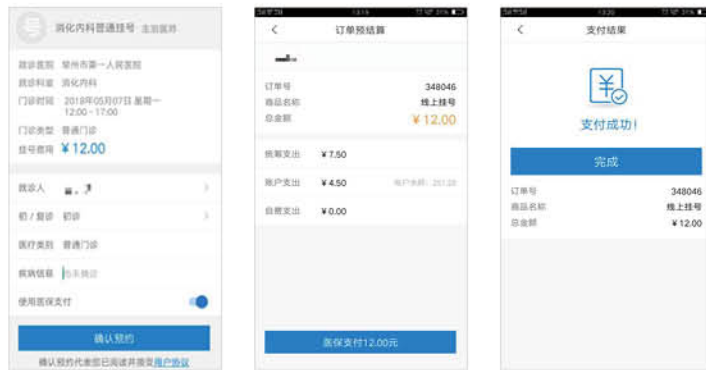 号
消化内科普通挂号 主治医师
就诊医院 常州市第一人民医院
就诊科室 消化内科
门诊时间 2018年05月07日 星期一
12:00 - 17:00
门诊类型 普通门诊
挂号费用 ¥ 12.00
就诊人
初 / 复诊 初诊
医疗类别 普通门诊
疾病信息
使用医保支付
确认预约
确认预约代表您已阅读并接受用户协议
订单预结算
订单号 348046
商品名称 线上挂号
总金额 ¥ 12.00
统筹支出 ¥ 7.50
账户支出 ¥ 4.50
自费支出 ¥ 0.00
医保支付12.00元
13:20
支付结果
支付成功!
完成
订单号 348046
商品名称 线上挂号
总金额 ¥ 12.00